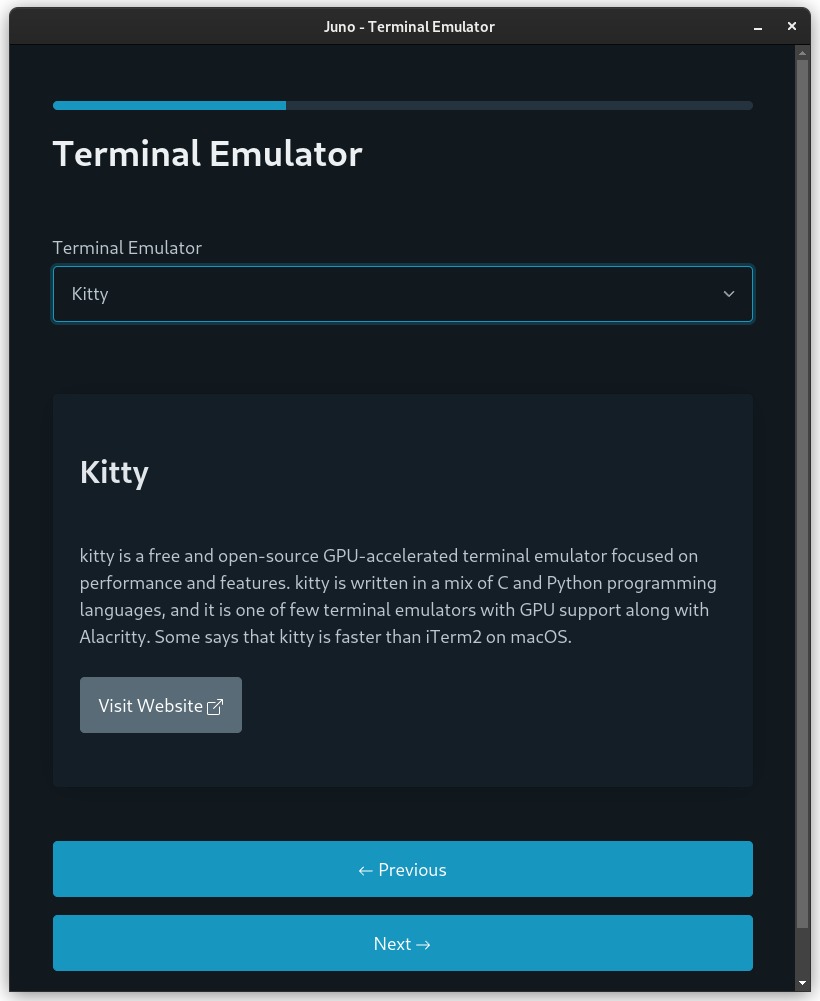 Juno - Terminal Emulator
Terminal Emulator
Terminal Emulator
Kitty
Kitty
kitty is a free and open-source GPU-accelerated terminal emulator focused on
performance and features. kitty is written in a mix of C and Python programming
languages, and it is one of few terminal emulators with GPU support along with
Alacritty. Some says that kitty is faster than iTerm2 on macOS.
Visit Website
← Previous
Next →